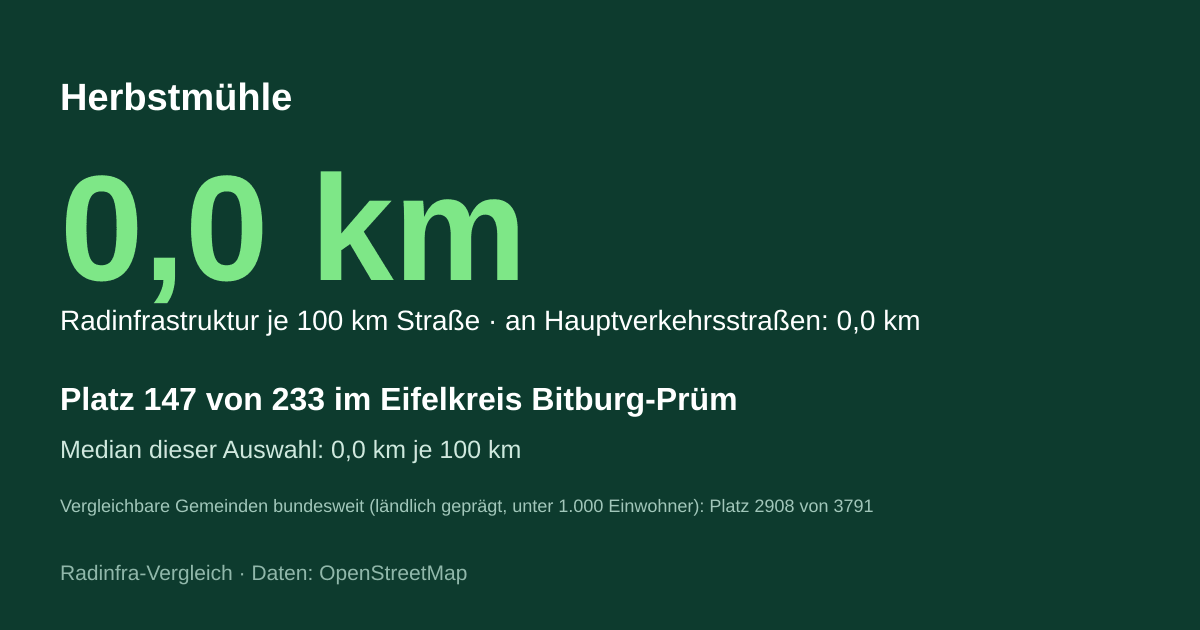 Herbstmühle
0,0 km
Radinfrastruktur je 100 km Straße · an Hauptverkehrsstraßen: 0,0 km
Platz 147 von 233 im Eifelkreis Bitburg-Prüm
Median dieser Auswahl: 0,0 km je 100 km
Vergleichbare Gemeinden bundesweit (ländlich geprägt, unter 1.000 Einwohner): Platz 2908 von 3791
Radinfra-Vergleich · Daten: OpenStreetMap